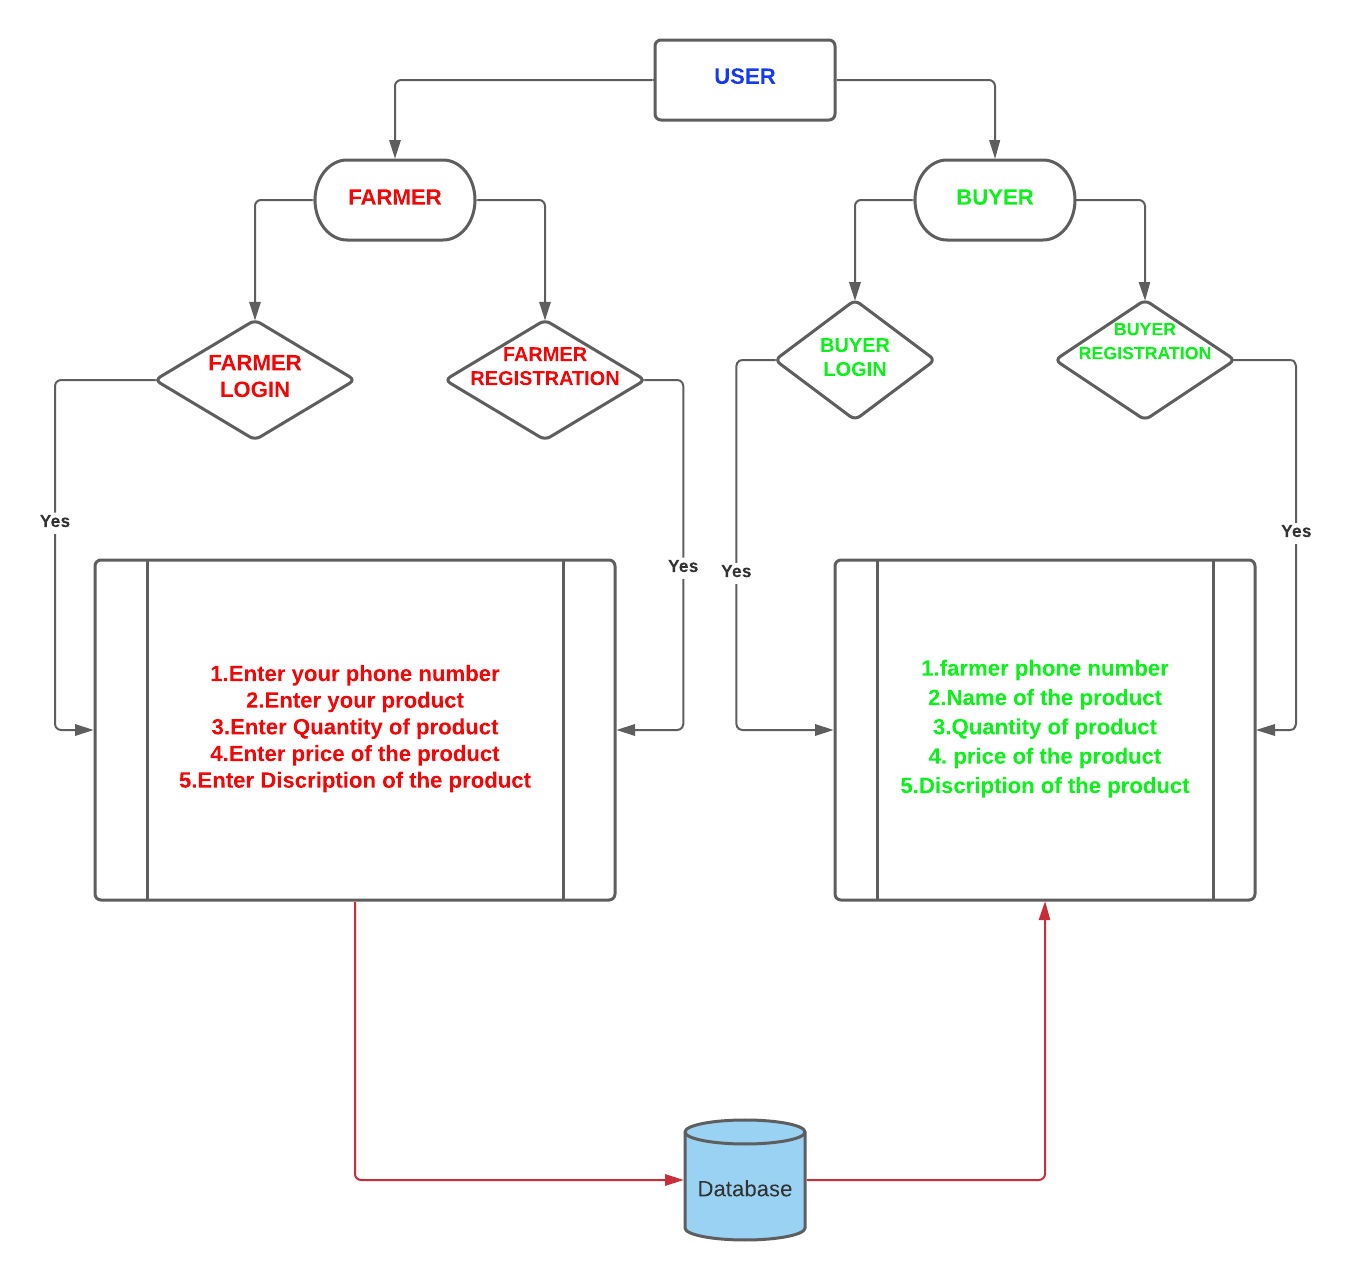 USER
FARMER
BUYER
FARMER
LOGIN
FARMER
REGISTRATION
BUYER
LOGIN
BUYER
REGISTRATION
Yes
Yes
Yes
Yes
1.Enter your phone number
2.Enter your product
3.Enter Quantity of product
4.Enter price of the product
5.Enter Discription of the product
1.farmer phone number
2.Name of the product
3.Quantity of product
4. price of the product
5.Discription of the product
Database